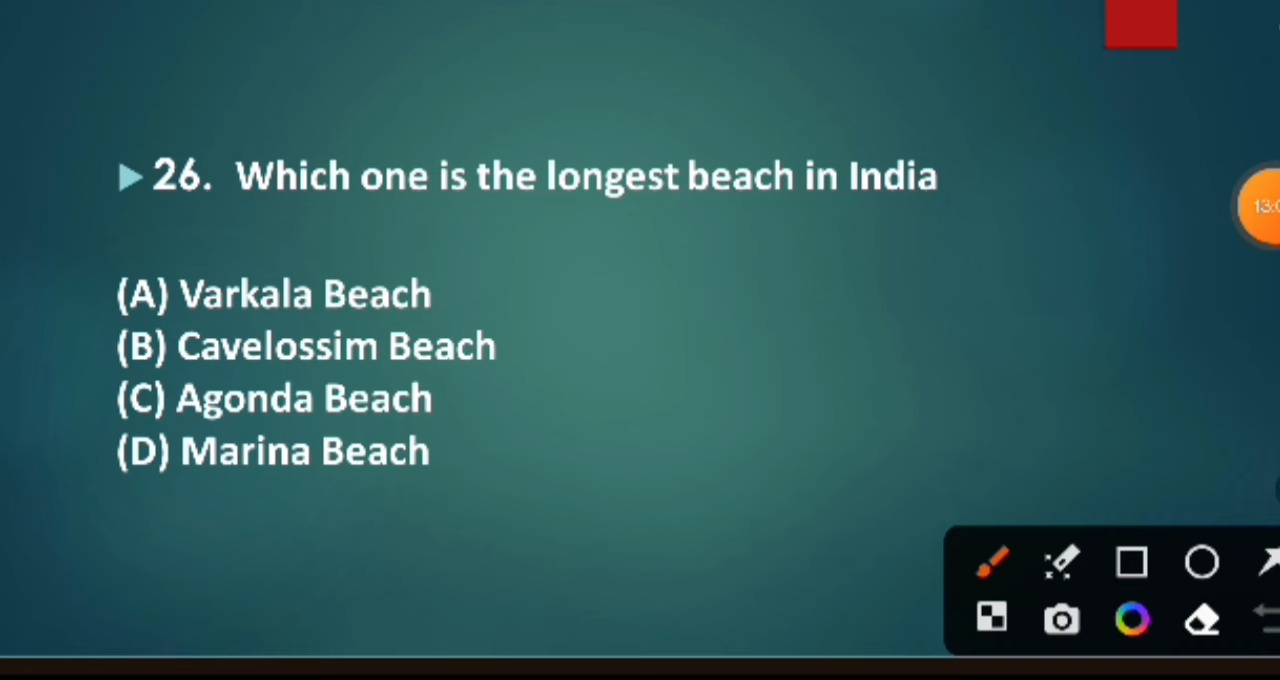 26. Which one is the longest beach in India
(A) Varkala Beach
(B) Cavelossim Beach
(C) Agonda Beach
(D) Marina Beach